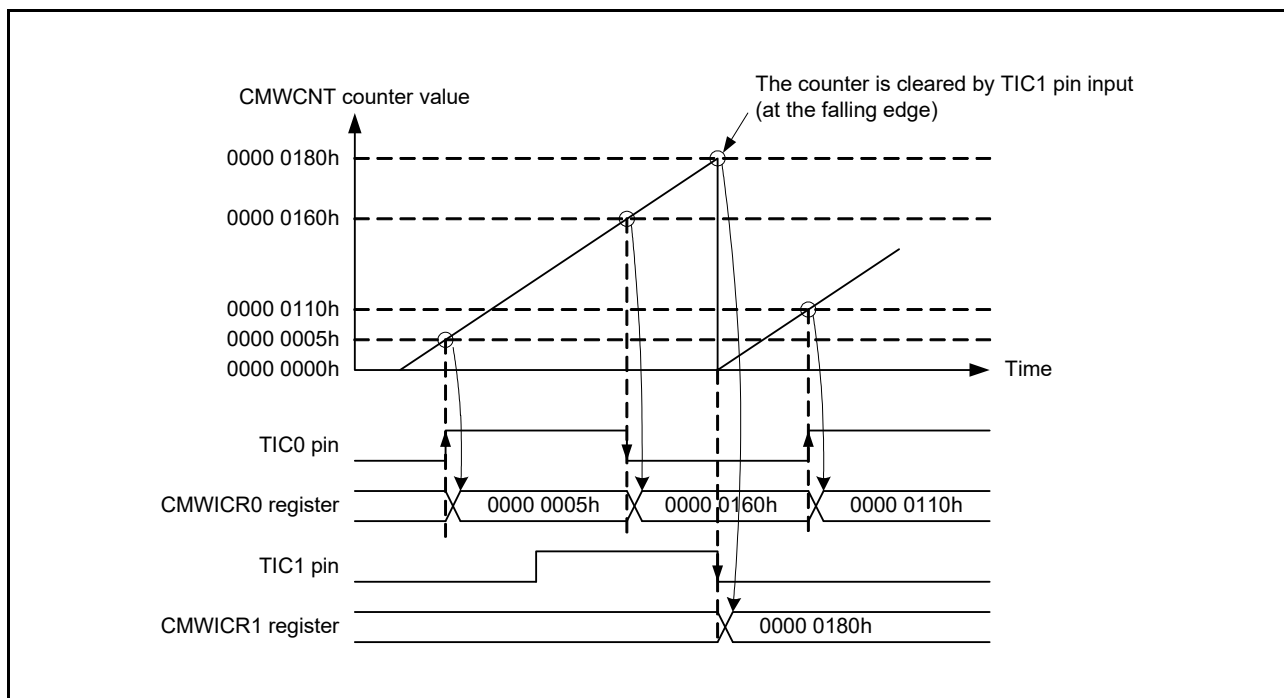 The counter is cleared by TIC1 pin input
(at the falling edge)
CMWCNT counter value
0000 0180h
0000 0160h
0000 0110h
0000 0005h
0000 0000h
Time
TIC0 pin
CMWICR0 register
0000 0005h
0000 0160h
0000 0110h
TIC1 pin
CMWICR1 register
0000 0180h